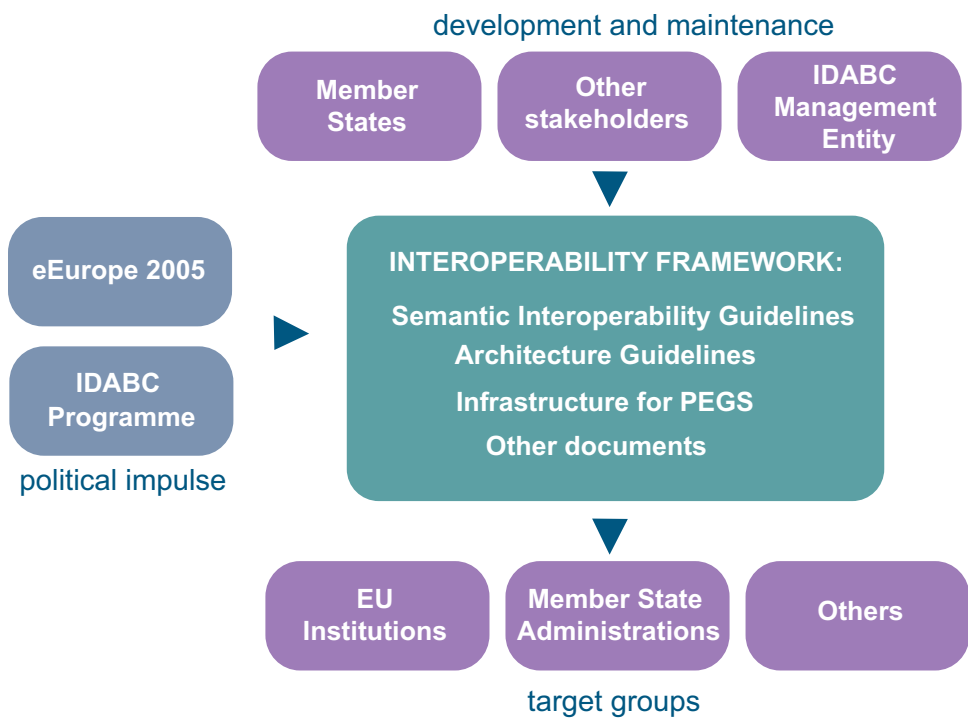 development and maintenance
Member
States
Other
stakeholders
IDABC
Management
Entity
eEurope 2005
IDABC
Programme
political impulse
INTEROPERABILITY FRAMEWORK:
Semantic Interoperability Guidelines
Architecture Guidelines
Infrastructure for PEGS
Other documents
EU
Institutions
Member State
Administrations
Others
target groups